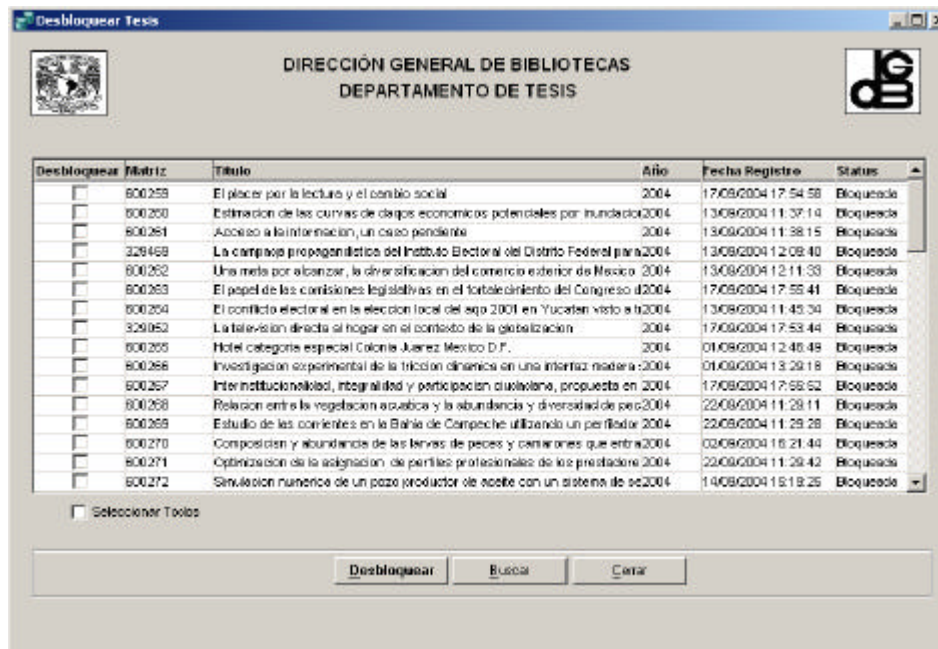 Desbloquear Tesis
DIRECCIÓN GENERAL DE BIBLIOTECAS
DEPARTAMENTO DE TESIS
DGB
Desbloquear Matriz Título Año Fecha Registro Status
600259 El placer por la lectura y el cambio social 2004 17/09/2004 17:54:58 Bloqueada
600260 Estimacion de las curvas de daqos economicos potenciales por inundacion 2004 13/09/2004 11:37:14 Bloqueada
600261 Acceso a la informacion, un caso pendiente 2004 13/09/2004 11:38:15 Bloqueada
329469 La campaqa propagandistica del Instituto Electoral del Distrito Federal para 2004 13/09/2004 12:09:40 Bloqueada
600262 Una meta por alcanzar, la diversificacion del comercio exterior de Mexico 2004 13/09/2004 12:11:33 Bloqueada
600263 El papel de las comisiones legislativas en el fortalecimiento del Congreso d 2004 17/09/2004 17:55:41 Bloqueada
600264 El conflicto electoral en la eleccion local del aqo 2001 en Yucatan visto a tr 2004 13/09/2004 11:45:34 Bloqueada
329052 La television directa al hogar en el contexto de la globalizacion 2004 17/09/2004 17:53:44 Bloqueada
600265 Hotel categoria especial Colonia Juarez Mexico D.F. 2004 01/09/2004 12:46:49 Bloqueada
600266 Investigacion experimental de la friccion dinamica en una interfaz madera 2004 01/09/2004 13:29:18 Bloqueada
600267 Interinstitucionalidad, integralidad y participacion ciudadana, propuesta en 2004 17/09/2004 17:55:52 Bloqueada
600268 Relacion entre la vegetacion acuatica y la abundancia y diversidad de pec 2004 22/09/2004 11:29:11 Bloqueada
600269 Estudio de las corrientes en la Bahia de Campeche utilizando un perfilador 2004 22/09/2004 11:29:28 Bloqueada
600270 Composicion y abundancia de las larvas de peces y camarones que entra 2004 02/09/2004 16:21:44 Bloqueada
600271 Optimizacion de la asignacion de perfiles profesionales de los prestadore 2004 22/09/2004 11:29:42 Bloqueada
600272 Simulacion numerica de un pozo productor de aceite con un sistema de se 2004 14/09/2004 16:19:25 Bloqueada
Seleccionar Todos
Desbloquear Buscar Cerrar